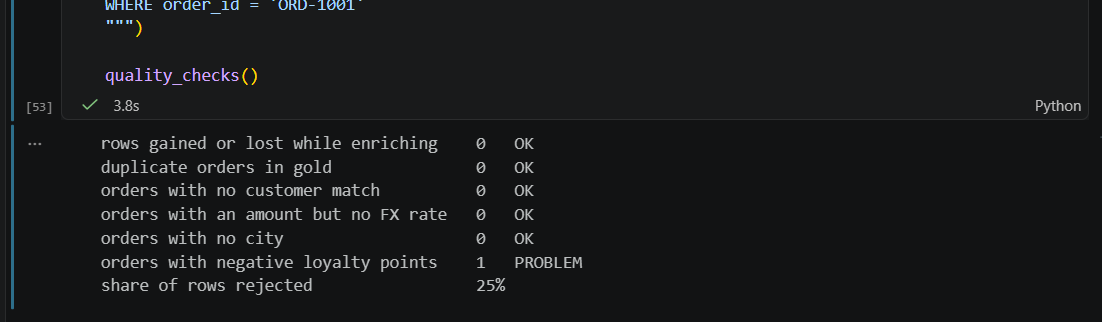 WHERE order_id = 'ORD-1001'
""")
quality_checks()
[53]
3.8s
Python
...
rows gained or lost while enriching 0 OK
duplicate orders in gold 0 OK
orders with no customer match 0 OK
orders with an amount but no FX rate 0 OK
orders with no city 0 OK
orders with negative loyalty points 1 PROBLEM
share of rows rejected 25%